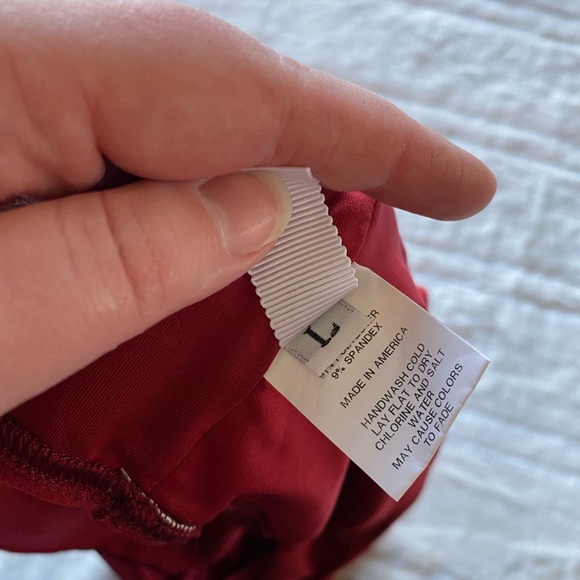 L
9% SPANDEX
MADE IN AMERICA
HANDWASH COLD
LAY FLAT TO DRY
CHLORINE AND SALT
WATER
MAY CAUSE COLORS
TO FADE